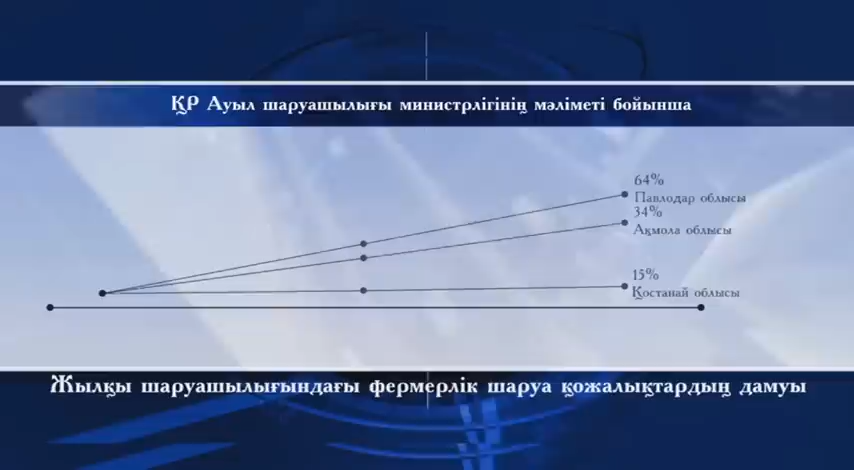 ҚР Ауыл шаруашылығы министрлігінің мәліметі бойынша
64%
Павлодар облысы
34%
Ақмола облысы
15%
Қостанай облысы
Жылқы шаруашылығындағы фермерлік шаруа қожалықтардың дамуы